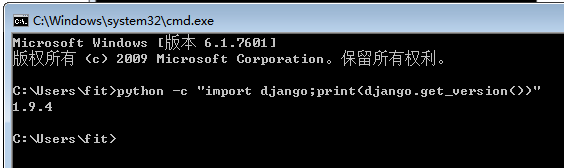 C:\Windows\system32\cmd.exe
Microsoft Windows [版本 6.1.7601]
版权所有 (c) 2009 Microsoft Corporation。保留所有权利。
C:\Users\fit>python -c "import django;print(django.get_version())"
1.9.4
C:\Users\fit>